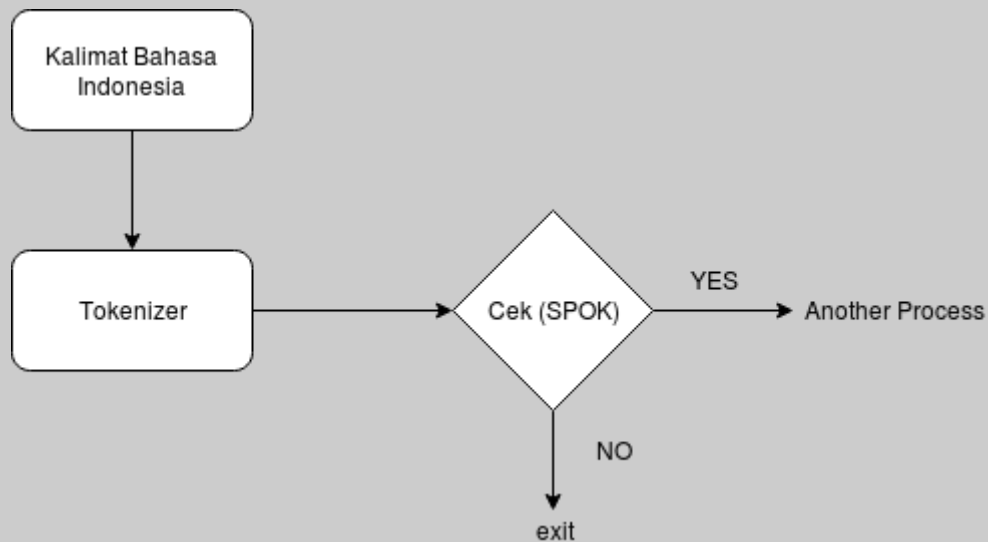 Kalimat Bahasa
Indonesia
Tokenizer
Cek (SPOK)
YES
Another Process
NO
exit